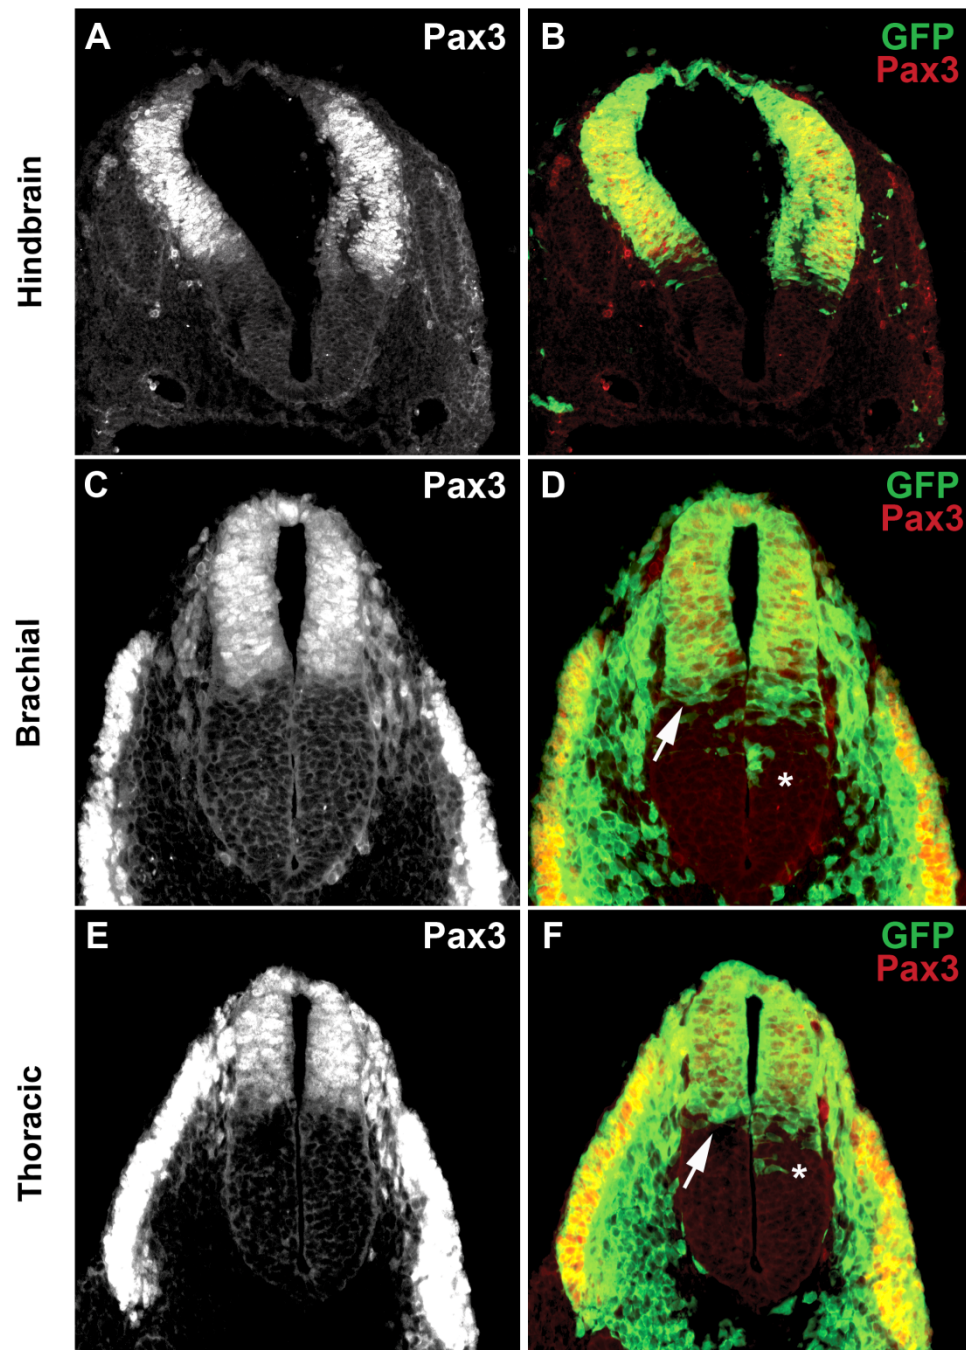 Hindbrain
A
Pax3
B
GFP
Pax3
Brachial
C
Pax3
D
GFP
Pax3
*
Thoracic
E
Pax3
F
GFP
Pax3
*